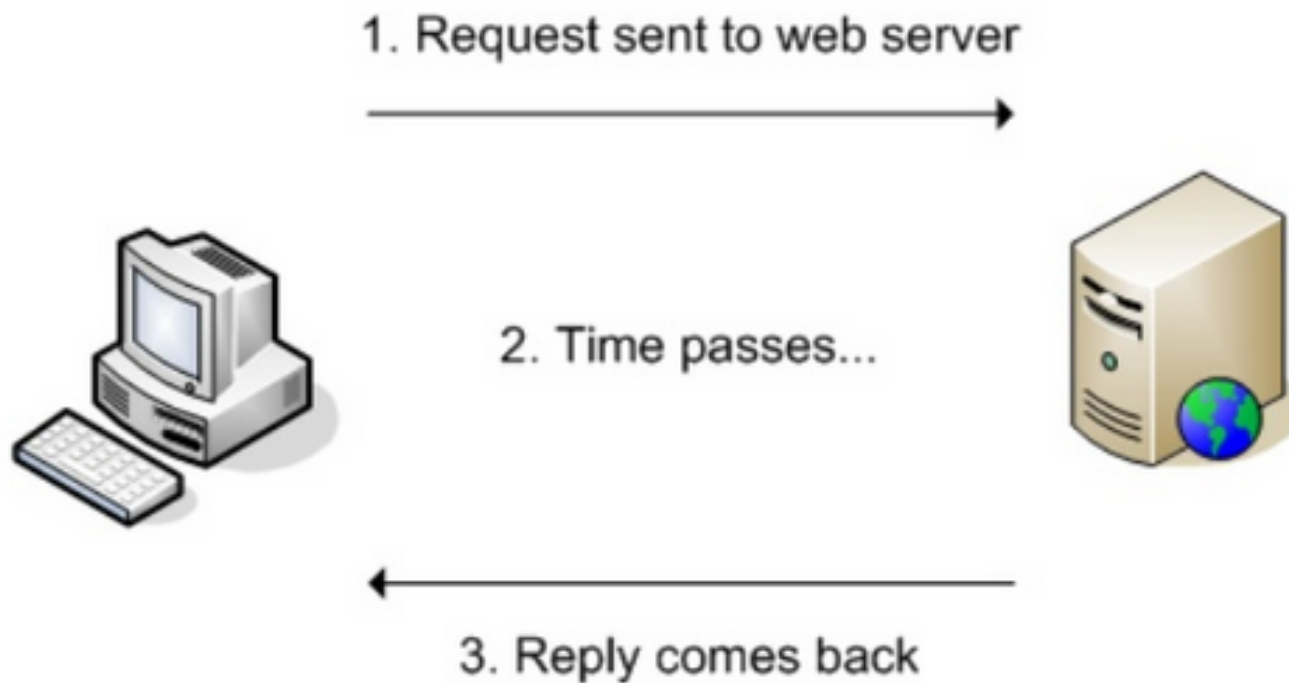 1. Request sent to web server
2. Time passes...
3. Reply comes back